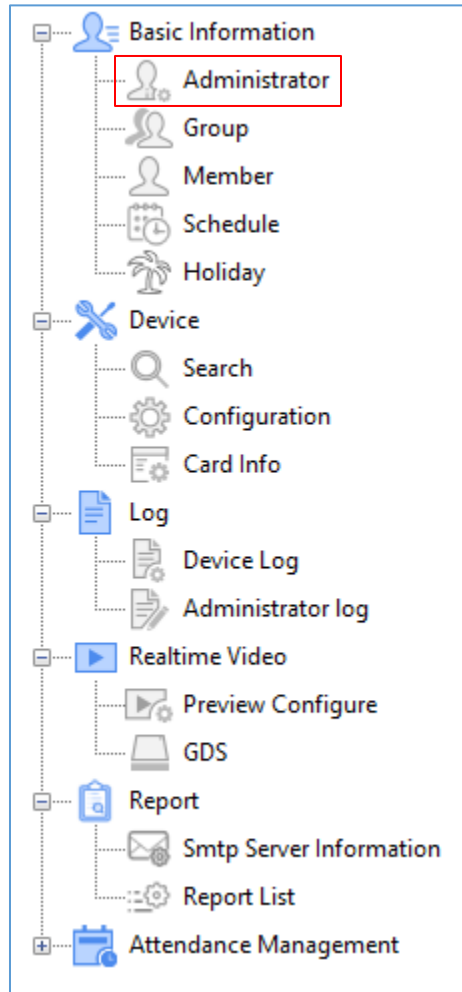 Basic Information
Administrator
Group
Member
Schedule
Holiday
Device
Search
Configuration
Card Info
Log
Device Log
Administrator log
Realtime Video
Preview Configure
GDS
Report
Smtp Server Information
Report List
Attendance Management